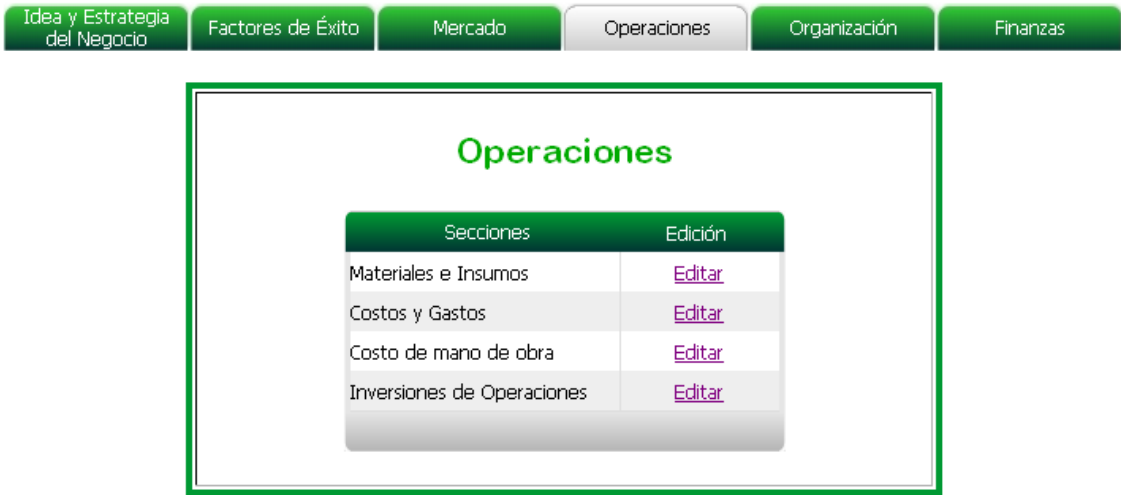 Idea y Estrategia
del Negocio
Factores de Éxito
Mercado
Operaciones
Organización
Finanzas
Operaciones
Secciones Edición
Materiales e Insumos Editar
Costos y Gastos Editar
Costo de mano de obra Editar
Inversiones de Operaciones Editar